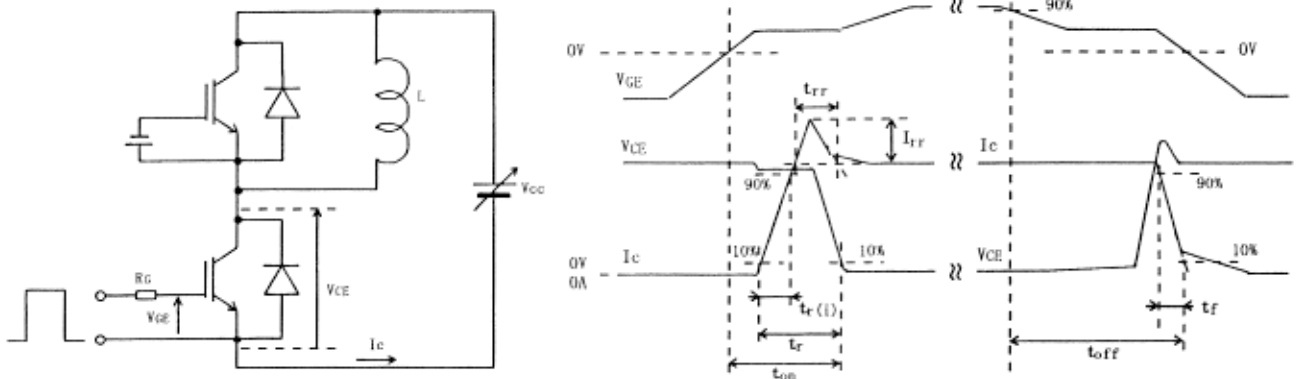 L
VCC
RG
VGE
VCE
Ic
0V
90%
0V
VGE
trr
Irr
VCE
Ic
90%
90%
10%
10%
10%
Ic
VCE
0V
0A
tr(i)
tf
tr
toff
ton